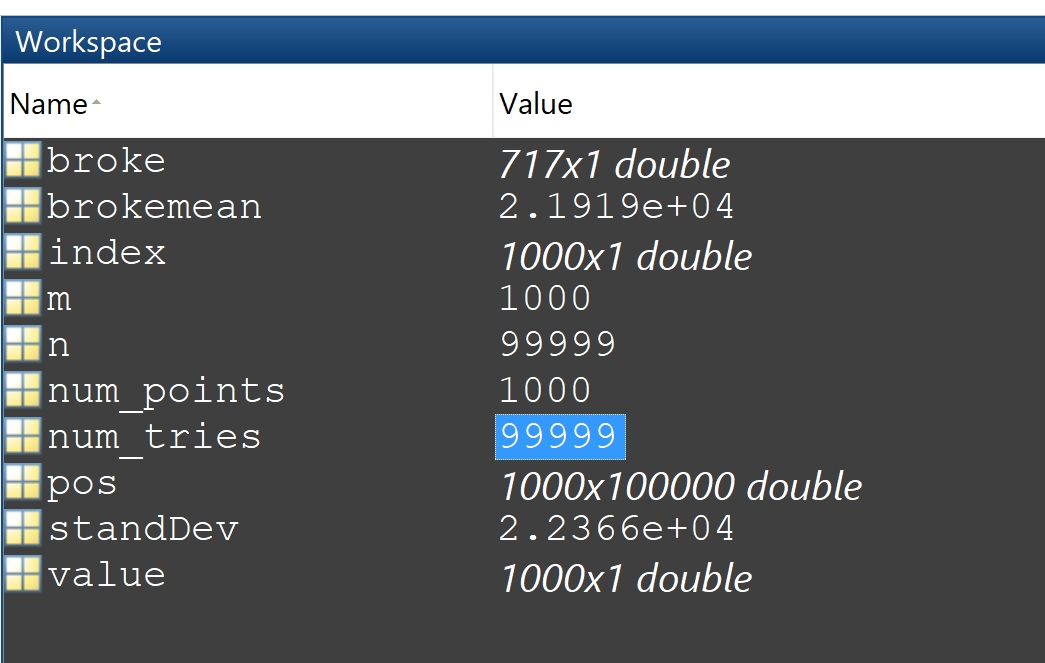 Workspace
Name Value
broke 717x1 double
brokemean 2.1919e+04
index 1000x1 double
m 1000
n 99999
num_points 1000
num_tries 99999
pos 1000x100000 double
standDev 2.2366e+04
value 1000x1 double